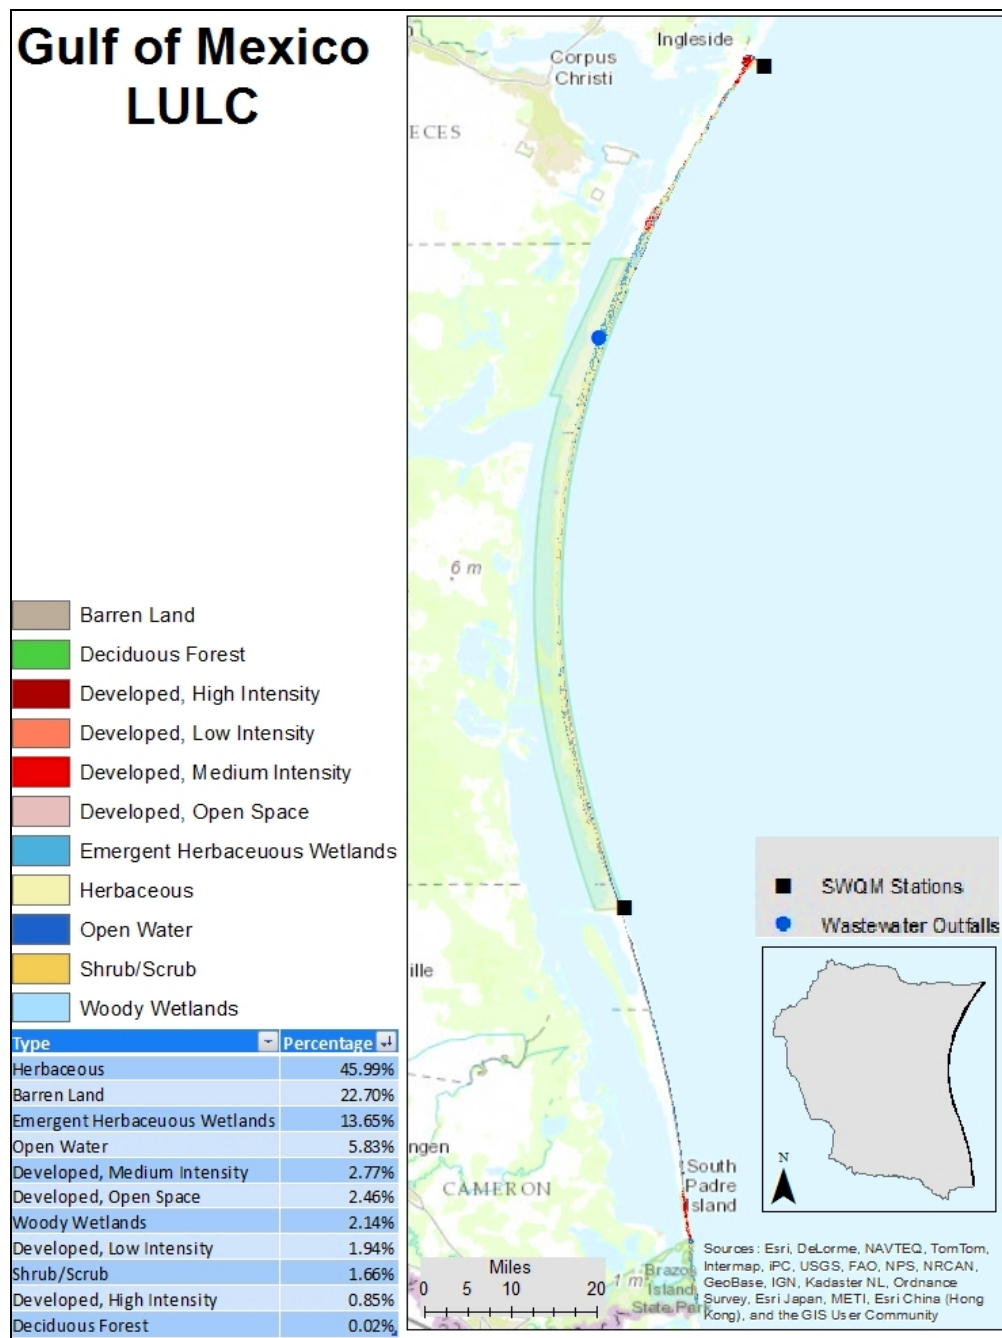 Gulf of Mexico
LULC
Barren Land
Deciduous Forest
Developed, High Intensity
Developed, Low Intensity
Developed, Medium Intensity
Developed, Open Space
Emergent Herbaceuous Wetlands
Herbaceous
Open Water
Shrub/Scrub
Woody Wetlands
Type Percentage
Herbaceous 45.99%
Barren Land 22.70%
Emergent Herbaceuous Wetlands 13.65%
Open Water 5.83%
Developed, Medium Intensity 2.77%
Developed, Open Space 2.46%
Woody Wetlands 2.14%
Developed, Low Intensity 1.94%
Shrub/Scrub 1.66%
Developed, High Intensity 0.85%
Deciduous Forest 0.02%
Ingleside
Corpus
Christi
ECES
6 m
SWQM Stations
Wastewater Outfalls
ille
ngen
CAMERON
South
Padre
Island
N
Miles
0 5 10 20
1 m
Brazos
Island
State Park
Sources: Esri, DeLorme, NAVTEQ, TomTom,
Intermap, iPC, USGS, FAO, NPS, NRCAN,
GeoBase, IGN, Kadaster NL, Ordnance
Survey, Esri Japan, METI, Esri China (Hong
Kong), and the GIS User Community